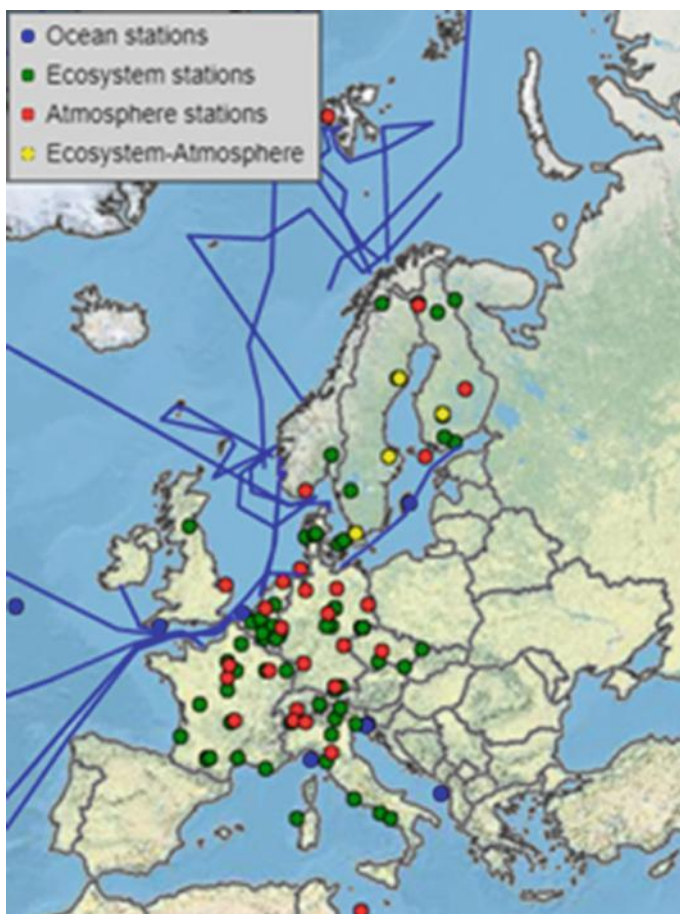 Ocean stations
Ecosystem stations
Atmosphere stations
Ecosystem-Atmosphere